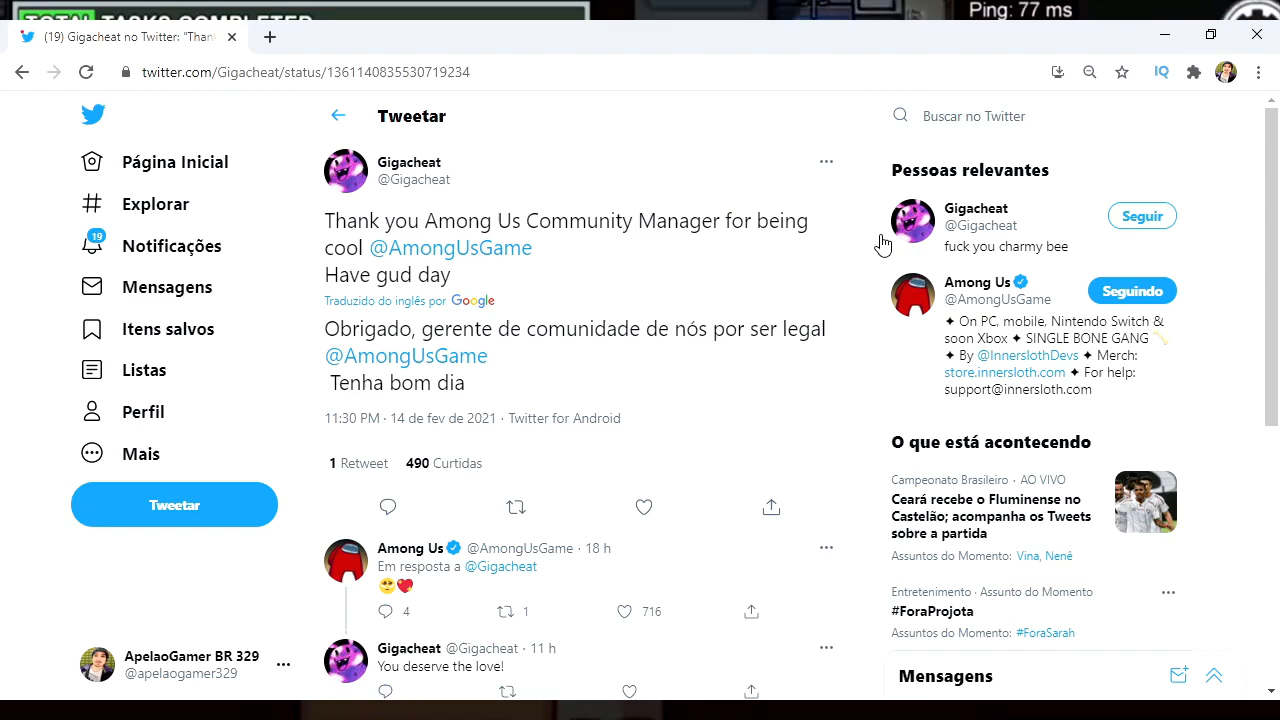 TOTAL TASKS COMPLETED
Ping: 77 ms
(19) Gigacheat no Twitter: "Than
twitter.com/Gigacheat/status/1361140835530719234
IQ
Página Inicial
Explorar
19
Notificações
Mensagens
Itens salvos
Listas
Perfil
Mais
Tweetar
ApelaoGamer BR 329
@apelaogamer329
Tweetar
Gigacheat
@Gigacheat
Thank you Among Us Community Manager for being
cool @AmongUsGame
Have gud day
Traduzido do inglês por Google
Obrigado, gerente de comunidade de nós por ser legal
@AmongUsGame
Tenha bom dia
11:30 PM · 14 de fev de 2021 · Twitter for Android
1 Retweet 490 Curtidas
Among Us @AmongUsGame · 18 h
Em resposta a @Gigacheat
🥺💖
4 1 716
Gigacheat @Gigacheat · 11 h
You deserve the love!
Buscar no Twitter
Pessoas relevantes
Gigacheat
@Gigacheat
Seguir
fuck you charmy bee
Among Us
@AmongUsGame
Seguindo
✦ On PC, mobile, Nintendo Switch &
soon Xbox ✦ SINGLE BONE GANG 🦴
✦ By @InnerslothDevs ✦ Merch:
store.innersloth.com ✦ For help:
support@innersloth.com
O que está acontecendo
Campeonato Brasileiro · AO VIVO
Ceará recebe o Fluminense no
Castelão; acompanha os Tweets
sobre a partida
Assuntos do Momento: Vina, Nenê
Entretenimento · Assunto do Momento
#ForaProjota
Assuntos do Momento: #ForaSarah
Mensagens